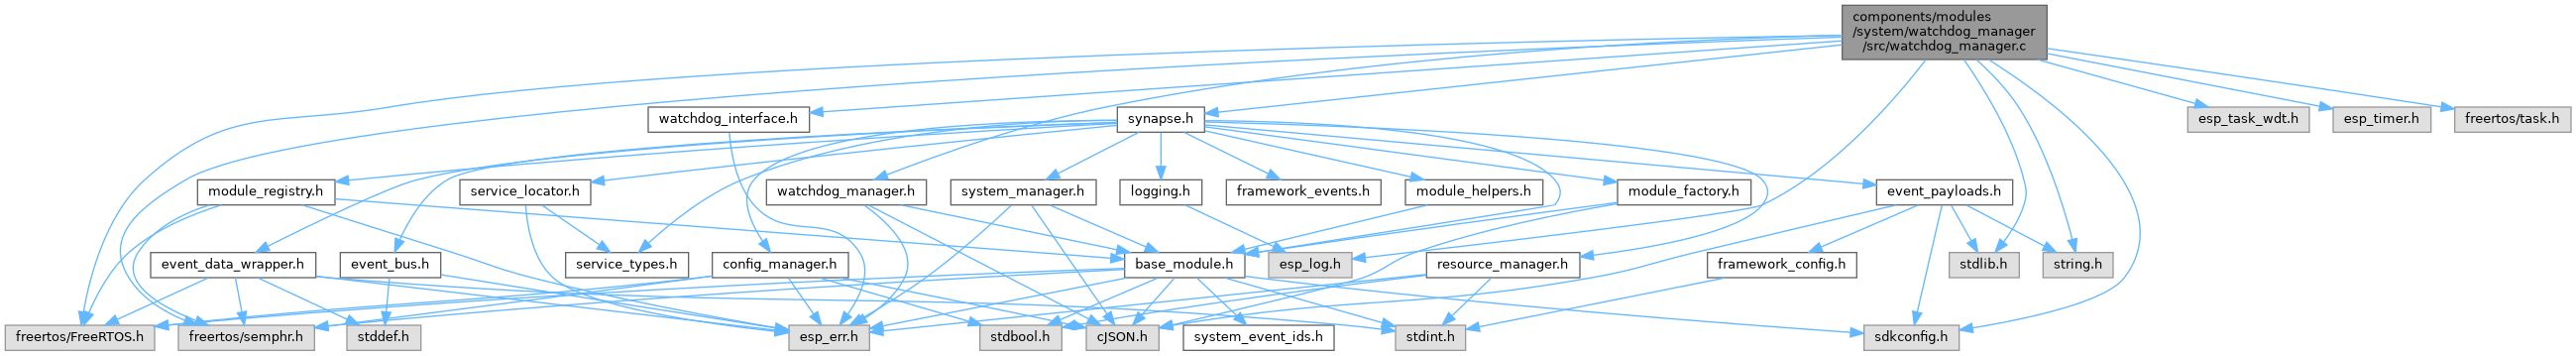 components/modules
/system/watchdog_manager
/src/watchdog_manager.c
watchdog_interface.h
synapse.h
esp_task_wdt.h
esp_timer.h
freertos/task.h
module_registry.h
service_locator.h
watchdog_manager.h
system_manager.h
logging.h
framework_events.h
module_helpers.h
module_factory.h
event_payloads.h
event_data_wrapper.h
event_bus.h
service_types.h
config_manager.h
base_module.h
esp_log.h
resource_manager.h
framework_config.h
stdlib.h
string.h
freertos/FreeRTOS.h
freertos/semphr.h
stddef.h
esp_err.h
stdbool.h
cJSON.h
system_event_ids.h
stdint.h
sdkconfig.h